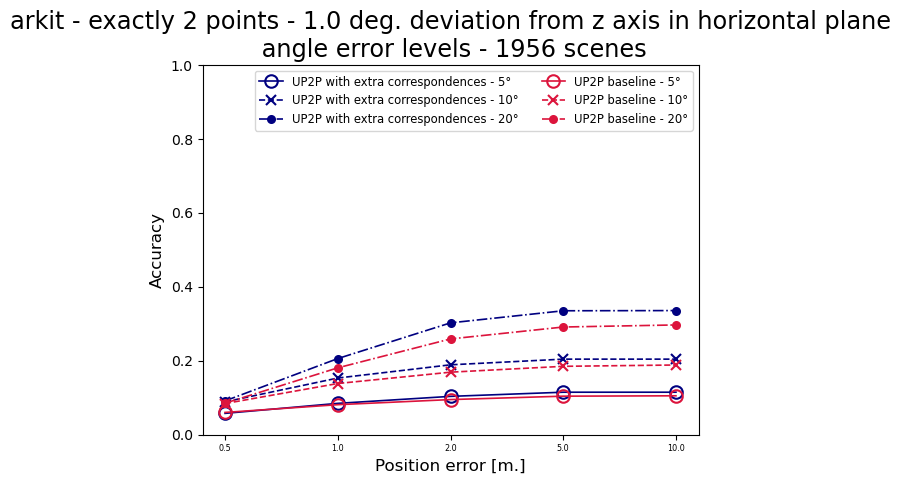 arkit - exactly 2 points - 1.0 deg. deviation from z axis in horizontal plane
angle error levels - 1956 scenes
UP2P with extra correspondences - 5°
UP2P with extra correspondences - 10°
UP2P with extra correspondences - 20°
UP2P baseline - 5°
UP2P baseline - 10°
UP2P baseline - 20°
Accuracy
1.0
0.8
0.6
0.4
0.2
0.0
0.5 1.0 2.0 5.0 10.0
Position error [m.]